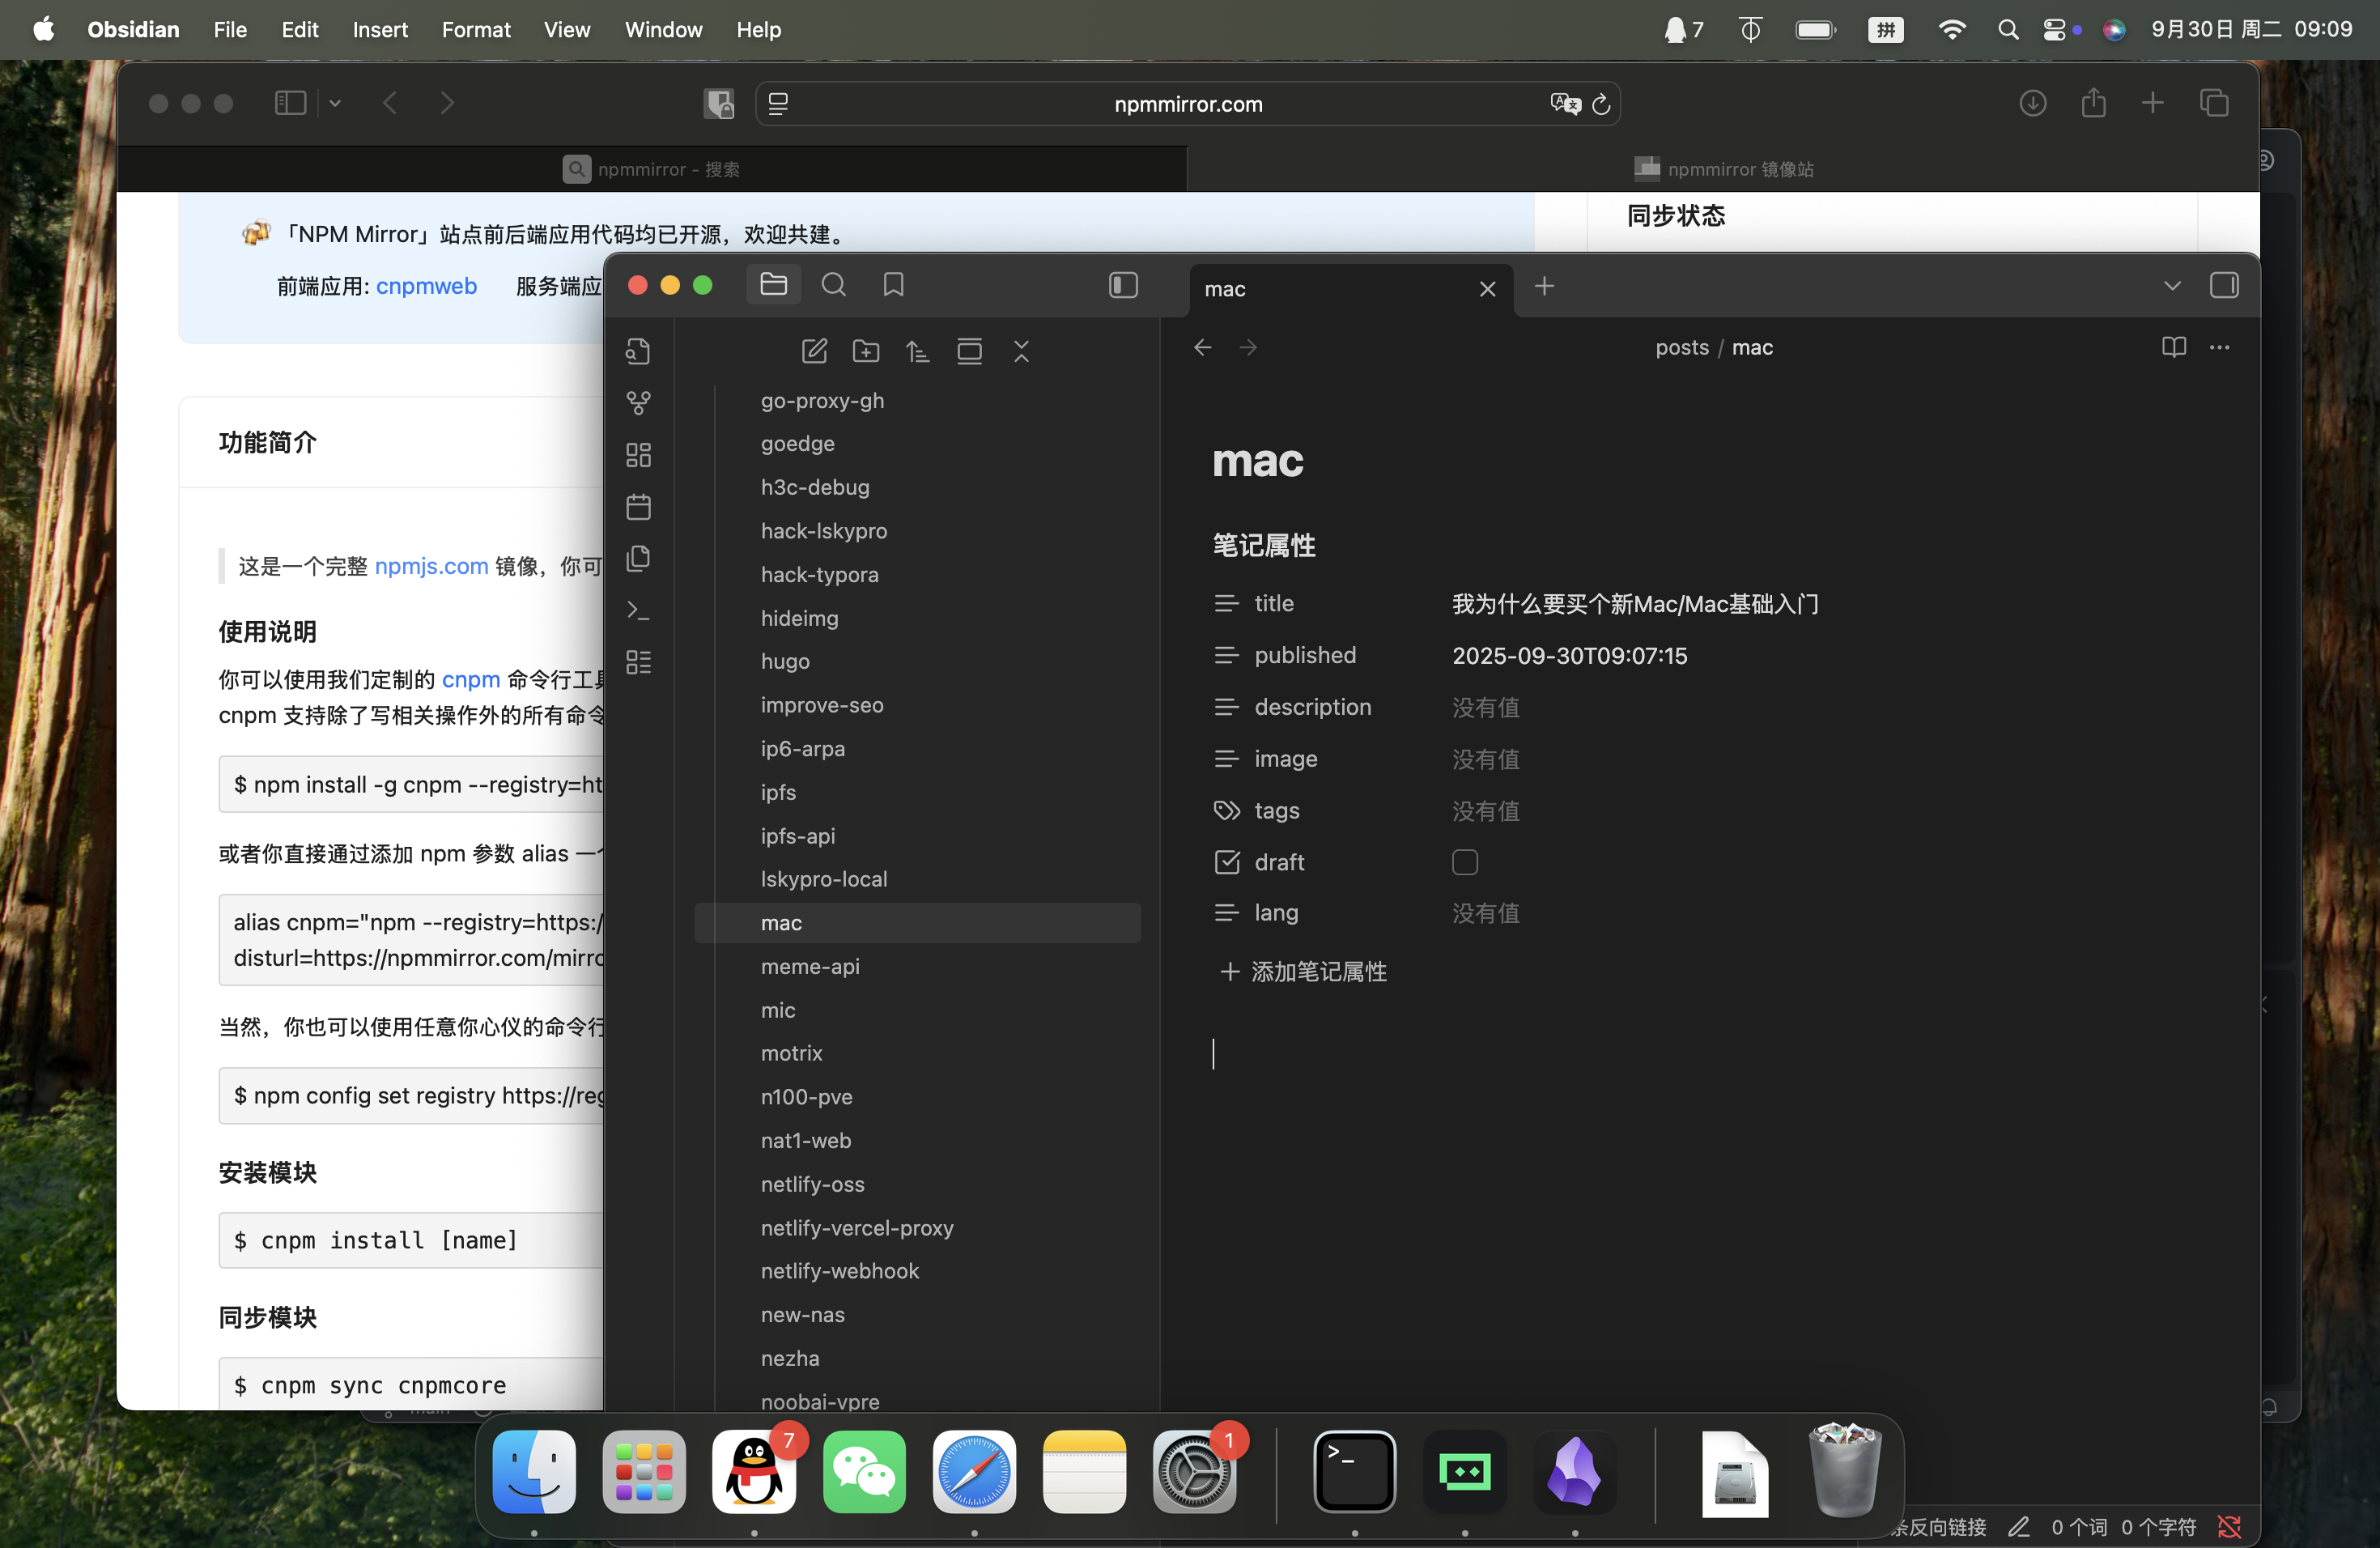 Obsidian File Edit Insert Format View Window Help
7 拼 9月30日 周二 09:09
npmmirror.com
npmmirror - 搜索
npmmirror 镜像站
「NPM Mirror」站点前后端应用代码均已开源，欢迎共建。
前端应用: cnpmweb 服务端应
同步状态
功能简介
这是一个完整 npmjs.com 镜像，你可
使用说明
你可以使用我们定制的 cnpm 命令行工具
cnpm 支持除了写相关操作外的所有命令
$ npm install -g cnpm --registry=ht
或者你直接通过添加 npm 参数 alias 一个
alias cnpm="npm --registry=https:/
disturl=https://npmmirror.com/mirro
当然，你也可以使用任意你心仪的命令行
$ npm config set registry https://reg
安装模块
$ cnpm install [name]
同步模块
$ cnpm sync cnpmcore
main
go-proxy-gh
goedge
h3c-debug
hack-lskypro
hack-typora
hideimg
hugo
improve-seo
ip6-arpa
ipfs
ipfs-api
lskypro-local
mac
meme-api
mic
motrix
n100-pve
nat1-web
netlify-oss
netlify-vercel-proxy
netlify-webhook
new-nas
nezha
noobai-vpre
mac
posts / mac
mac
笔记属性
title 我为什么要买个新Mac/Mac基础入门
published 2025-09-30T09:07:15
description 没有值
image 没有值
tags 没有值
draft
lang 没有值
添加笔记属性
7
1
条反向链接 0 个词 0 个字符